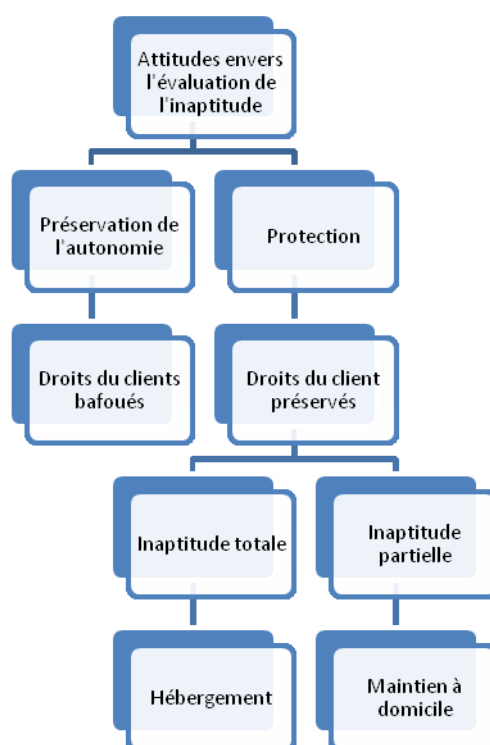 Attitudes envers
l'évaluation de
l'inaptitude
Préservation de
l'autonomie
Protection
Droits du clients
bafoués
Droits du client
préservés
Inaptitude totale
Inaptitude
partielle
Hébergement
Maintien à
domicile